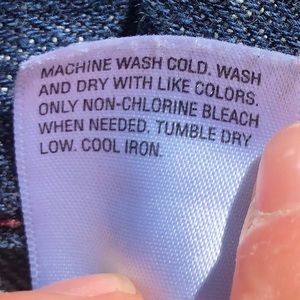 MACHINE WASH COLD. WASH
AND DRY WITH LIKE COLORS.
ONLY NON-CHLORINE BLEACH
WHEN NEEDED. TUMBLE DRY
LOW. COOL IRON.